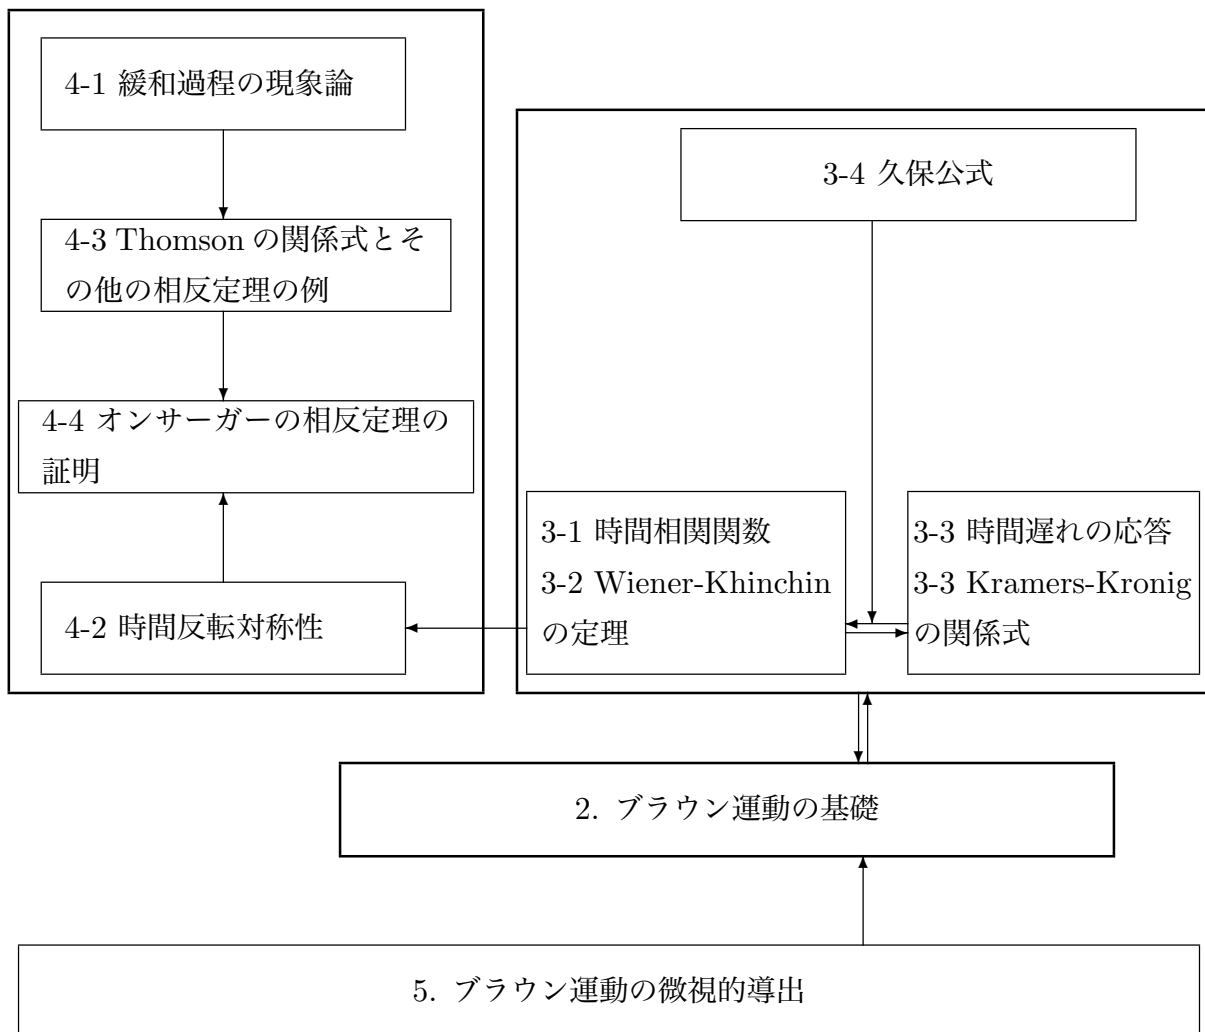 4-1 緩和過程の現象論
4-3 Thomson の関係式とそ
の他の相反定理の例
4-4 オンサーガーの相反定理の
証明
4-2 時間反転対称性
3-4 久保公式
3-1 時間相関関数
3-2 Wiener-Khinchin
の定理
3-3 時間遅れの応答
3-3 Kramers-Kronig
の関係式
2. ブラウン運動の基礎
5. ブラウン運動の微視的導出